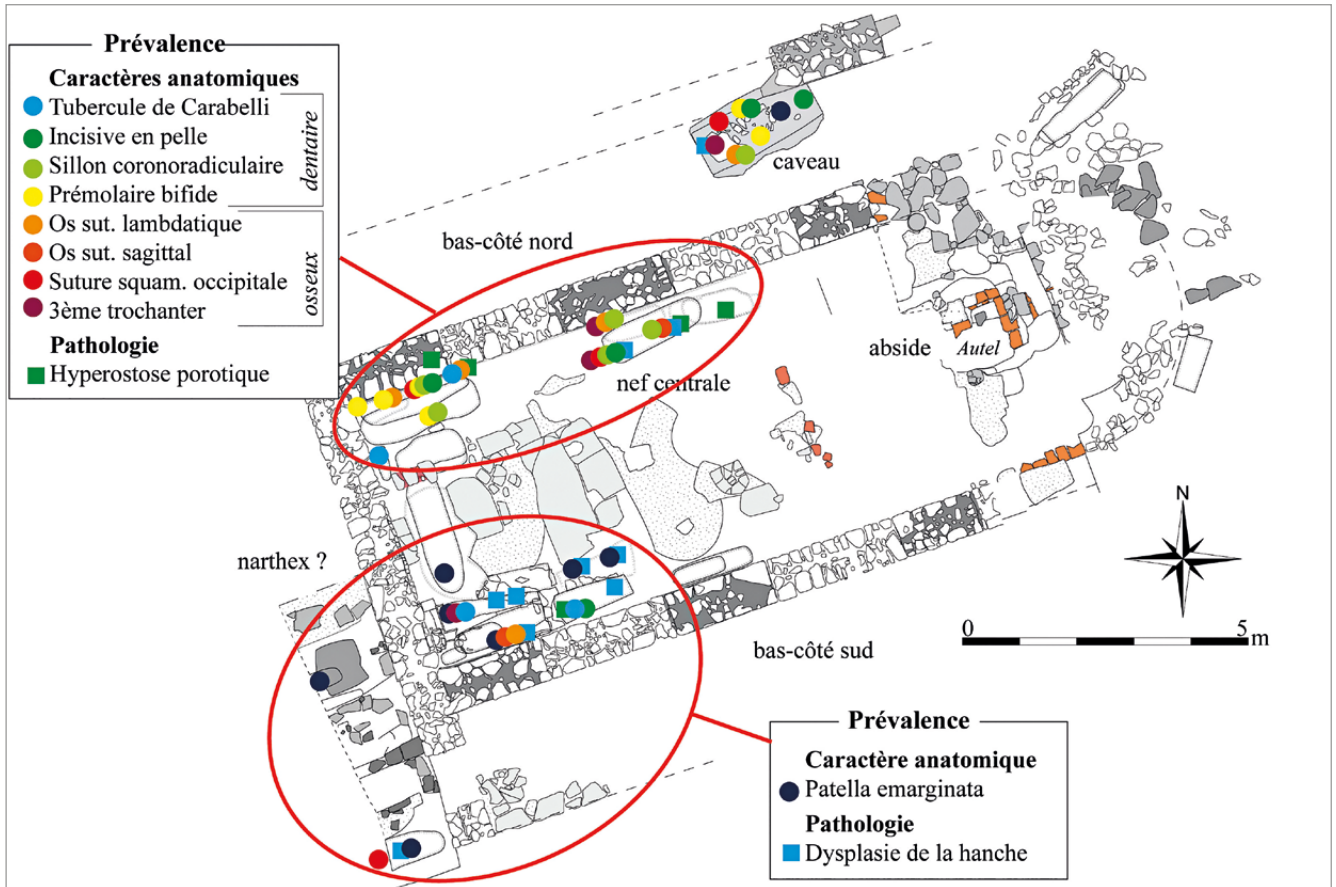 Prévalence
Caractères anatomiques
Tubercule de Carabelli
Incisive en pelle
Sillon coronoradiculaire
Prémolaire bifide
dentaire
Os sut. lambdatique
Os sut. sagittal
Suture squam. occipitale
3ème trochanter
osseux
Pathologie
Hyperostose porotique
caveau
bas-côté nord
abside
Autel
nef centrale
narthex ?
N
0
5
m
bas-côté sud
Prévalence
Caractère anatomique
Patella emarginata
Pathologie
Dysplasie de la hanche